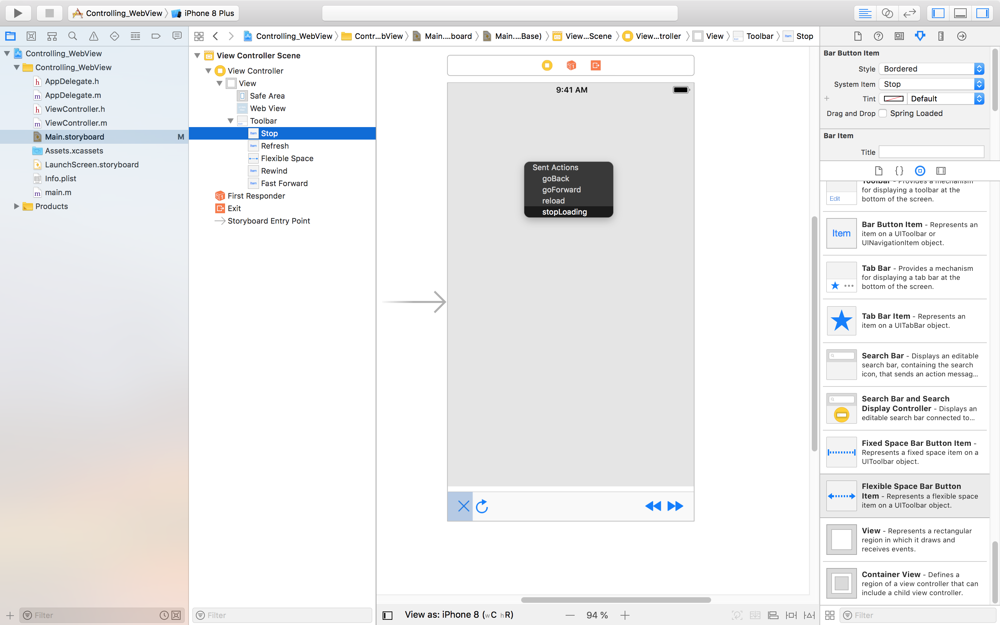 Controlling_WebView
iPhone 8 Plus
Controlling_WebView
Contr...bView
Main....board
Main....Base)
View...Scene
View...troller
View
Toolbar
Stop
Controlling_WebView
Controlling_WebView
AppDelegate.h
AppDelegate.m
ViewController.h
ViewController.m
Main.storyboard M
Assets.xcassets
LaunchScreen.storyboard
Info.plist
main.m
Products
Filter
View Controller Scene
View Controller
View
Safe Area
Web View
Toolbar
Stop
Refresh
Flexible Space
Rewind
Fast Forward
First Responder
Exit
Storyboard Entry Point
Filter
9:41 AM
Sent Actions
goBack
goForward
reload
stopLoading
View as: iPhone 8 (wC hR)
94 %
Bar Button Item
Style Bordered
System Item Stop
Tint Default
Drag and Drop Spring Loaded
Bar Item
Title
Toolbar - Provides a mechanism
for displaying a toolbar at the
bottom of the screen.
Edit
Bar Button Item - Represents an
item on a UIToolbar or
UINavigationItem object.
Item
Tab Bar - Provides a mechanism
for displaying a tab bar at the
bottom of the screen.
Tab Bar Item - Represents an
item on a UITabBar object.
Search Bar - Displays an editable
search bar, containing the search
icon, that sends an action messag...
Search Bar and Search
Display Controller - Displays an
editable search bar connected to...
Fixed Space Bar Button Item -
Represents a fixed space item on a
UIToolbar object.
Flexible Space Bar Button
Item - Represents a flexible space
item on a UIToolbar object.
View - Represents a rectangular
region in which it draws and
receives events.
Container View - Defines a
region of a view controller that can
include a child view controller.
Filter